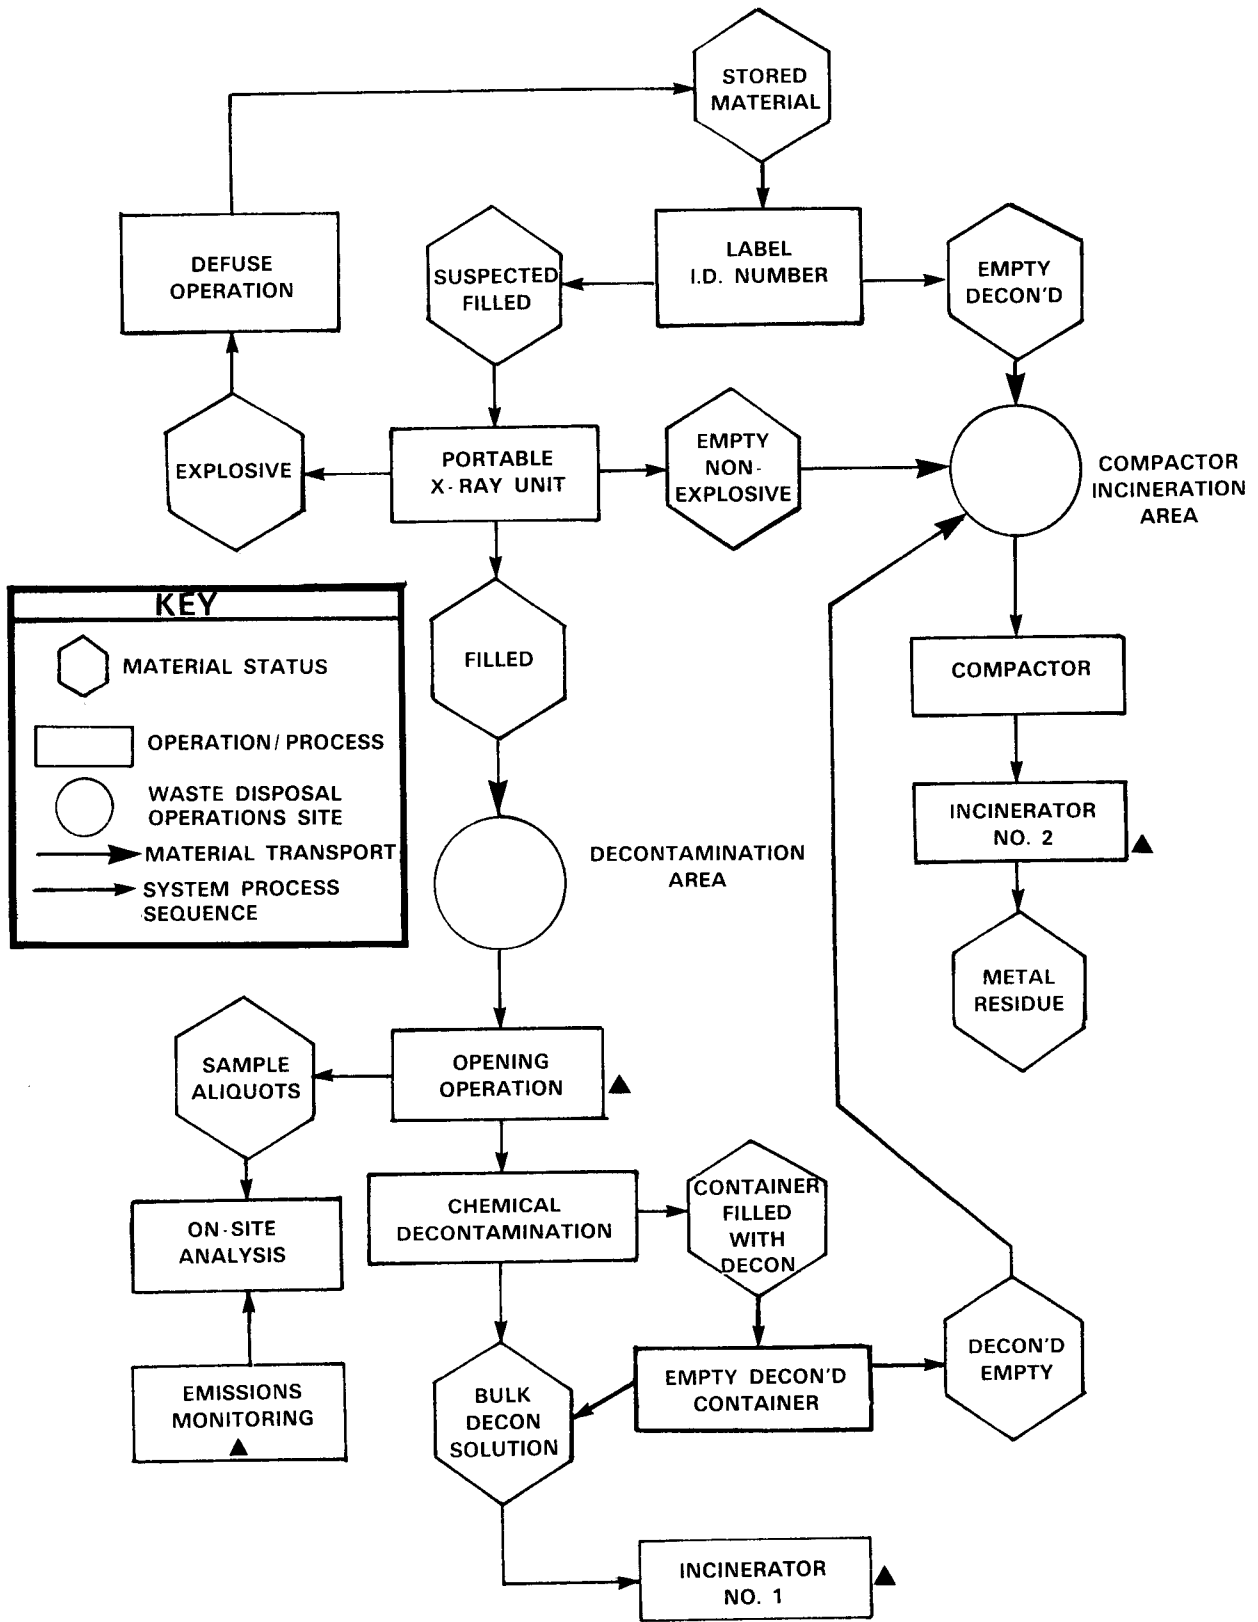 STORED
MATERIAL
LABEL
I.D. NUMBER
DEFUSE
OPERATION
SUSPECTED
FILLED
EMPTY
DECON'D
EXPLOSIVE
PORTABLE
X-RAY UNIT
EMPTY
NON-
EXPLOSIVE
COMPACTOR
INCINERATION
AREA
KEY
MATERIAL STATUS
OPERATION/PROCESS
WASTE DISPOSAL
OPERATIONS SITE
MATERIAL TRANSPORT
SYSTEM PROCESS
SEQUENCE
FILLED
COMPACTOR
INCINERATOR
NO. 2
DECONTAMINATION
AREA
METAL
RESIDUE
SAMPLE
ALIQUOTS
OPENING
OPERATION
CHEMICAL
DECONTAMINATION
CONTAINER
FILLED
WITH
DECON
ON-SITE
ANALYSIS
EMISSIONS
MONITORING
BULK
DECON
SOLUTION
EMPTY DECON'D
CONTAINER
DECON'D
EMPTY
INCINERATOR
NO. 1